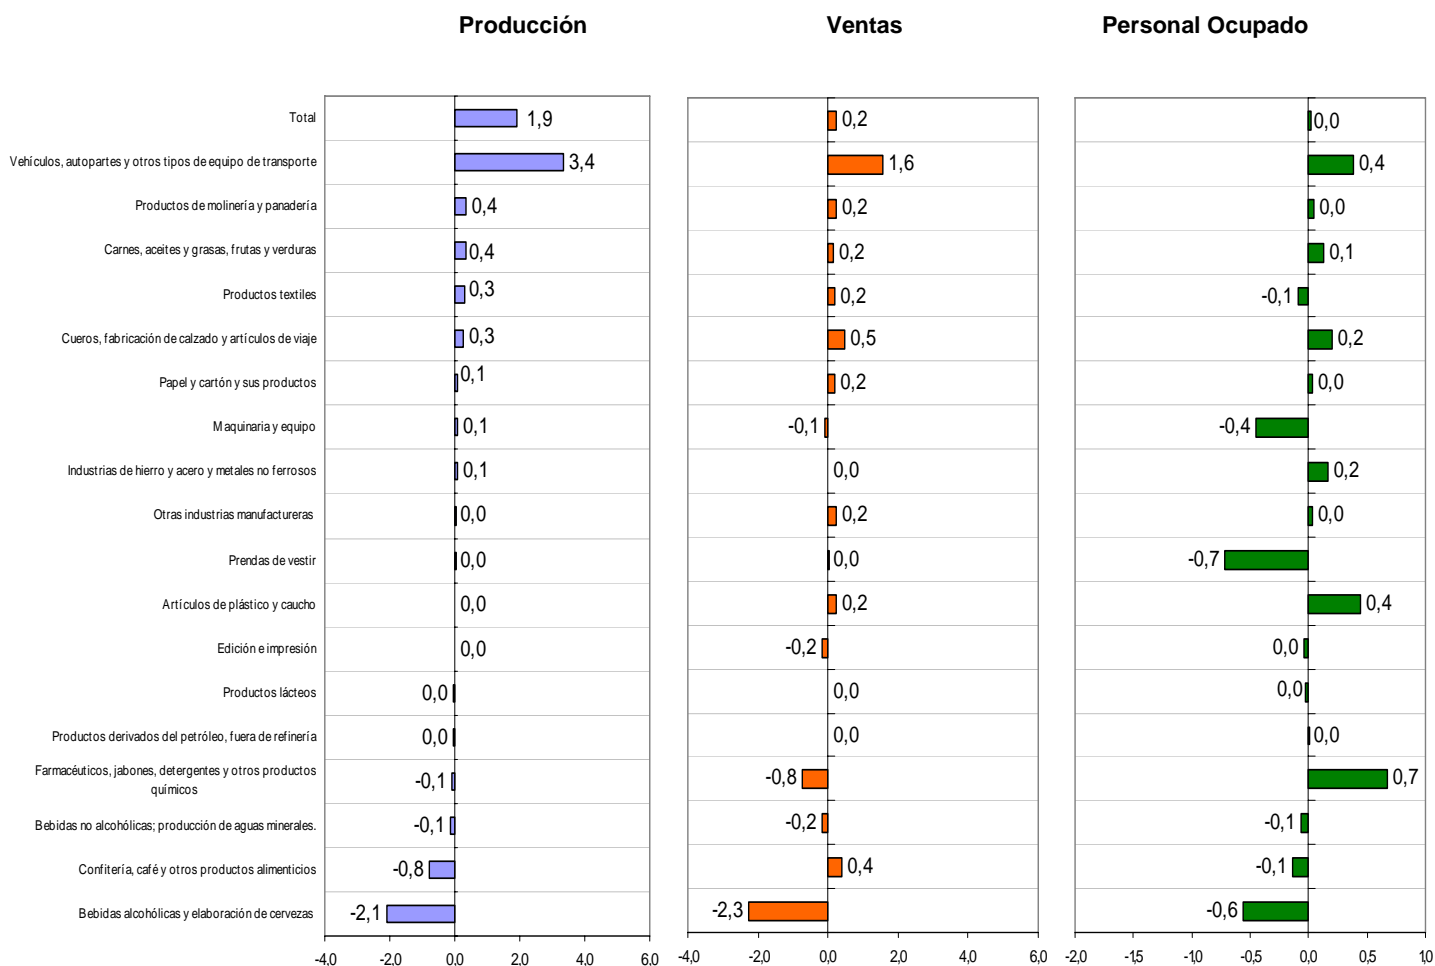 Producción Ventas Personal Ocupado
Total 1,9 0,2 0,0
Vehículos, autopartes y otros tipos de equipo de transporte 3,4 1,6 0,4
Productos de molinería y panadería 0,4 0,2 0,0
Carnes, aceites y grasas, frutas y verduras 0,4 0,2 0,1
Productos textiles 0,3 0,2 -0,1
Cueros, fabricación de calzado y artículos de viaje 0,3 0,5 0,2
Papel y cartón y sus productos 0,1 0,2 0,0
Maquinaria y equipo 0,1 -0,1 -0,4
Industrias de hierro y acero y metales no ferrosos 0,1 0,0 0,2
Otras industrias manufactureras 0,0 0,2 0,0
Prendas de vestir 0,0 0,0 -0,7
Artículos de plástico y caucho 0,0 0,2 0,4
Edición e impresión 0,0 -0,2 0,0
Productos lácteos 0,0 0,0 0,0
Productos derivados del petróleo, fuera de refinería 0,0 0,0 0,0
Farmacéuticos, jabones, detergentes y otros productos
químicos -0,1 -0,8 0,7
Bebidas no alcohólicas; producción de aguas minerales. -0,1 -0,2 -0,1
Confitería, café y otros productos alimenticios -0,8 0,4 -0,1
Bebidas alcohólicas y elaboración de cervezas -2,1 -2,3 -0,6
-4,0 -2,0 0,0 2,0 4,0 6,0 -4,0 -2,0 0,0 2,0 4,0 6,0 -2,0 -1,5 -1,0 -0,5 0,0 0,5 1,0